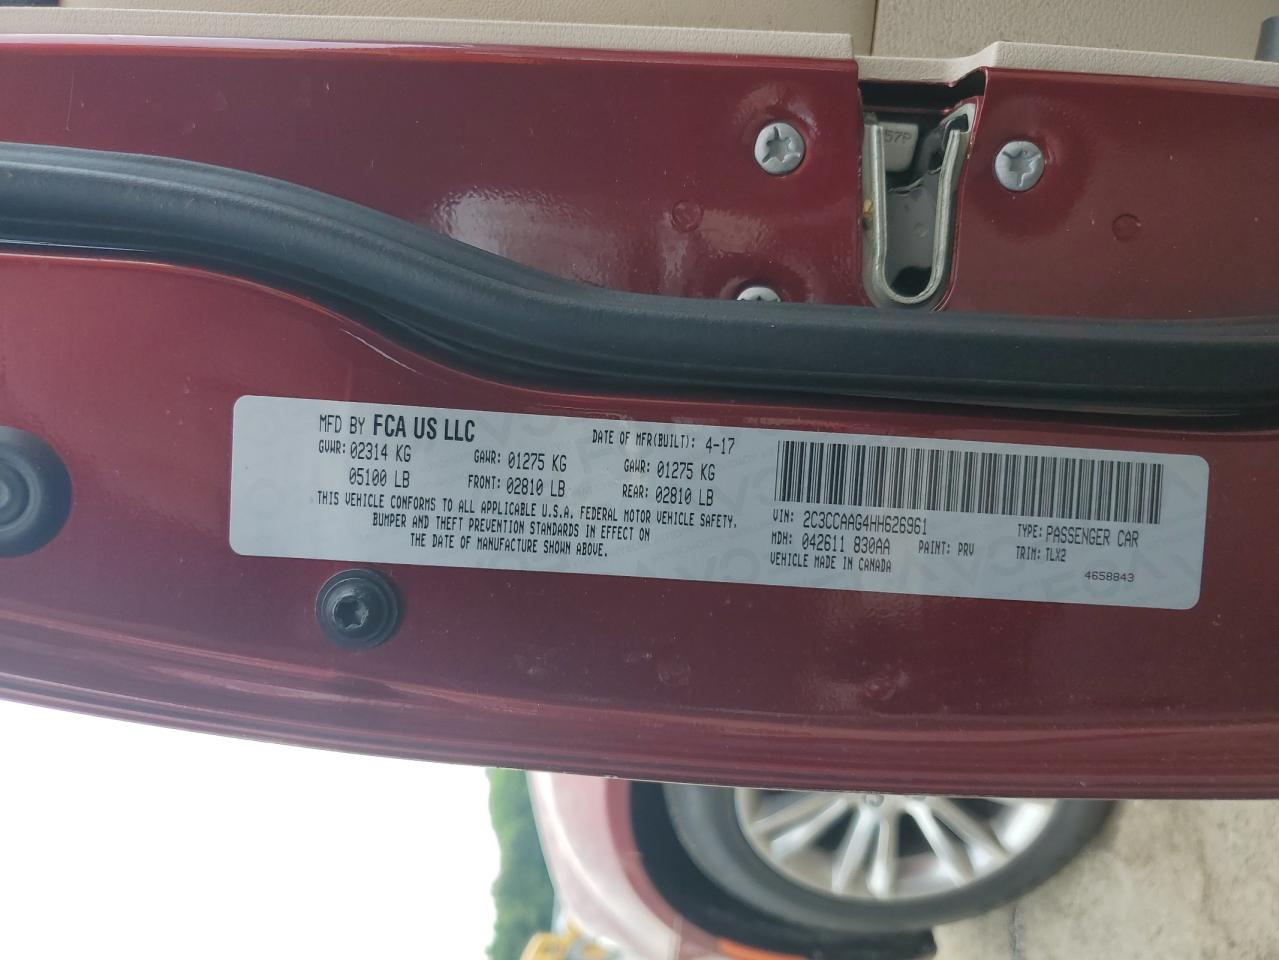 57P
MFD BY FCA US LLC DATE OF MFR(BUILT): 4-17
GVWR: 02314 KG GAWR: 01275 KG GAWR: 01275 KG
05100 LB FRONT: 02810 LB REAR: 02810 LB
THIS VEHICLE CONFORMS TO ALL APPLICABLE U.S.A. FEDERAL MOTOR VEHICLE SAFETY,
BUMPER AND THEFT PREVENTION STANDARDS IN EFFECT ON
THE DATE OF MANUFACTURE SHOWN ABOVE.
VIN: 2C3CCAAG4HH626961 TYPE: PASSENGER CAR
MDH: 042611 830AA PAINT: PRV TRIM: TLX2
VEHICLE MADE IN CANADA 4658843